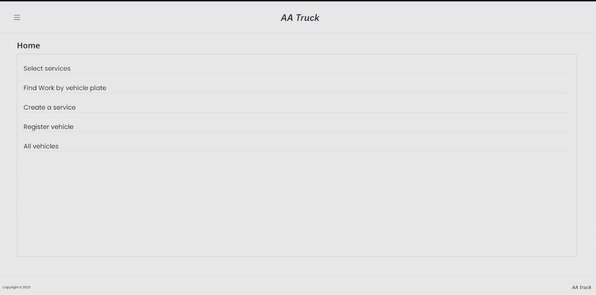 AA Truck
Home
Select services
Find Work by vehicle plate
Create a service
Register vehicle
All vehicles
Copyright © 2023
AA Truck